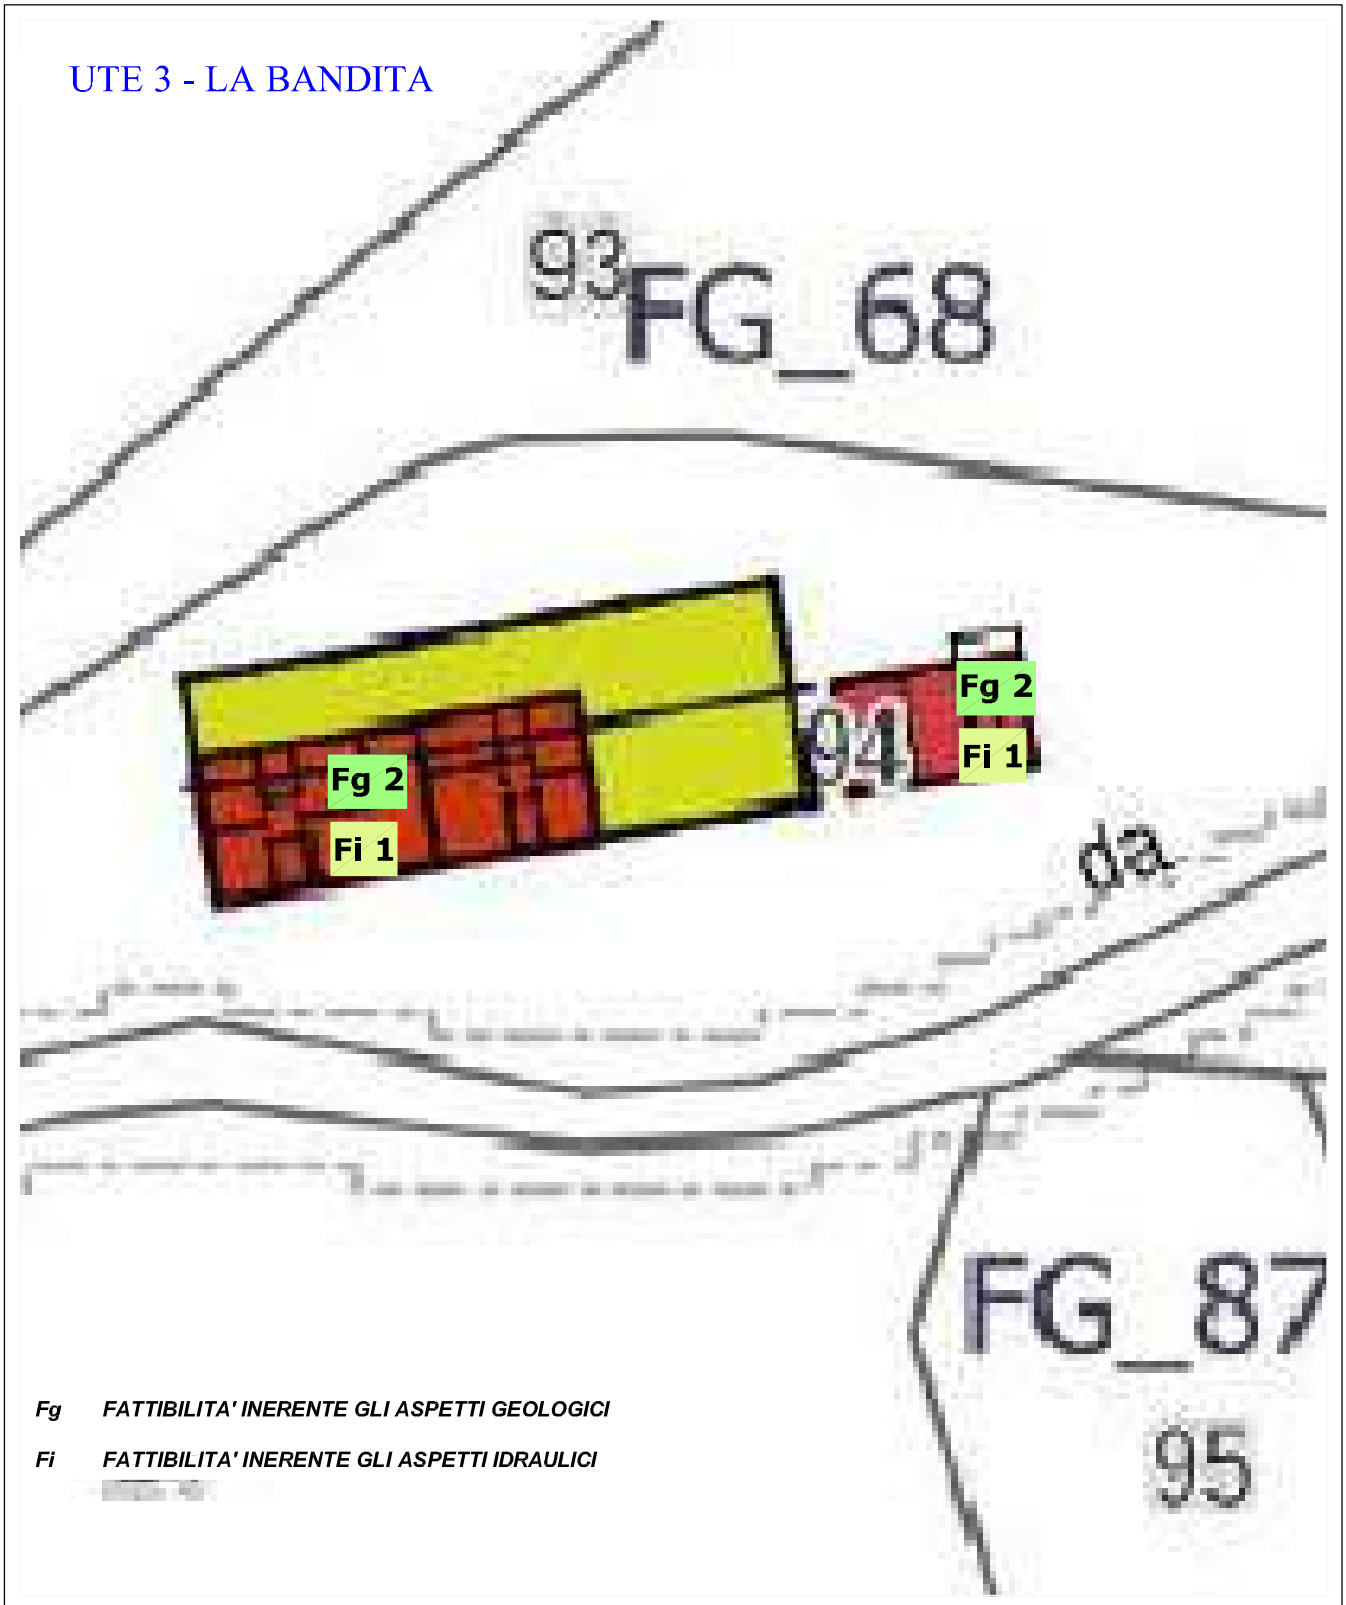 UTE 3 - LA BANDITA
93
FG_68
Fg 2
94
Fi 1
Fg 2
Fi 1
da
FG_87
95
Fg FATTIBILITA' INERENTE GLI ASPETTI GEOLOGICI
Fi FATTIBILITA' INERENTE GLI ASPETTI IDRAULICI